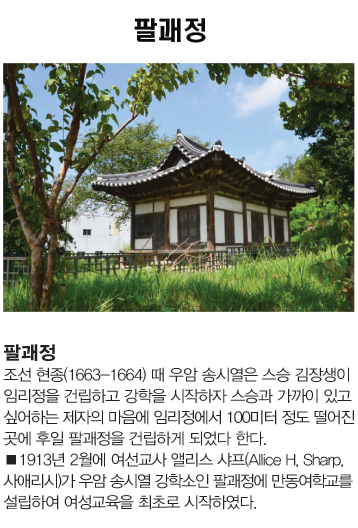 팔괘정
팔괘정
조선 현종(1663-1664) 때 우암 송시열은 스승 김장생이
임리정을 건립하고 강학을 시작하자 스승과 가까이 있고
싶어하는 제자의 마음에 임리정에서 100미터 정도 떨어진
곳에 후일 팔괘정을 건립하게 되었다 한다.
■1913년 2월에 여선교사 앨리스 샤프(Allice H, Sharp,
사애리시)가 우암 송시열 강학소인 팔괘정에 만동여학교를
설립하여 여성교육을 최초로 시작하였다.